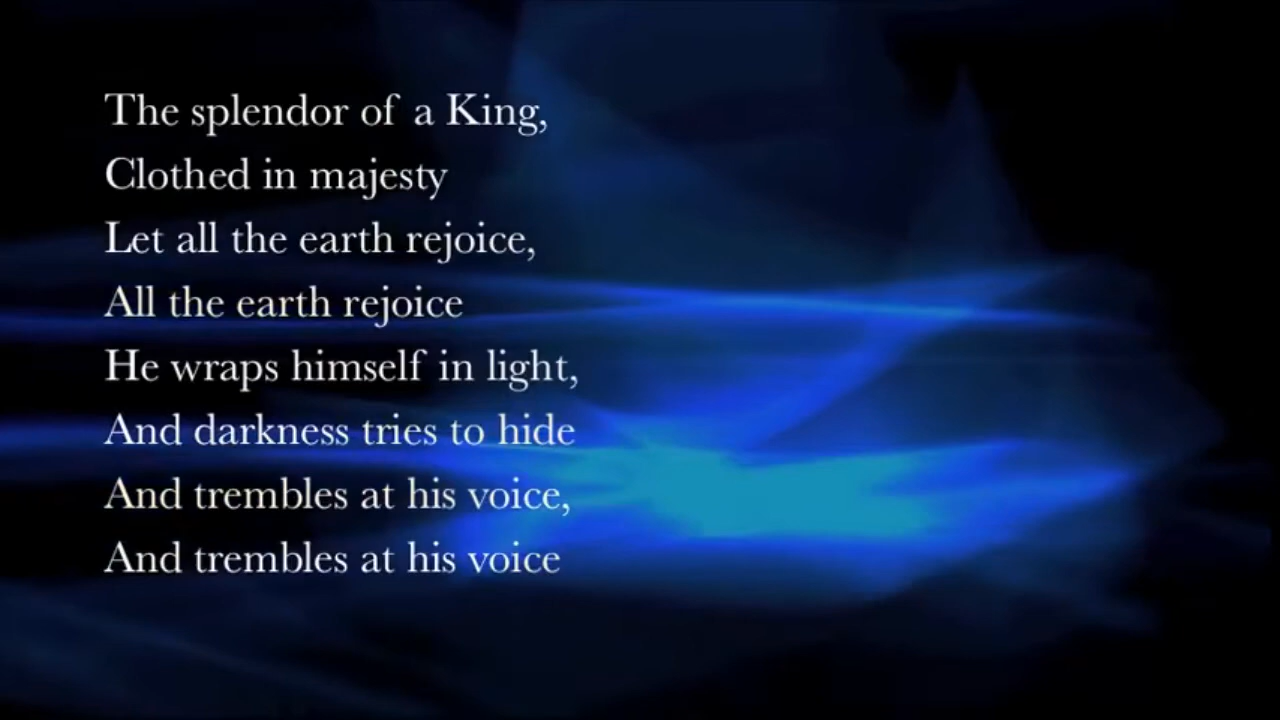 The splendor of a King,
Clothed in majesty
Let all the earth rejoice,
All the earth rejoice
He wraps himself in light,
And darkness tries to hide
And trembles at his voice,
And trembles at his voice